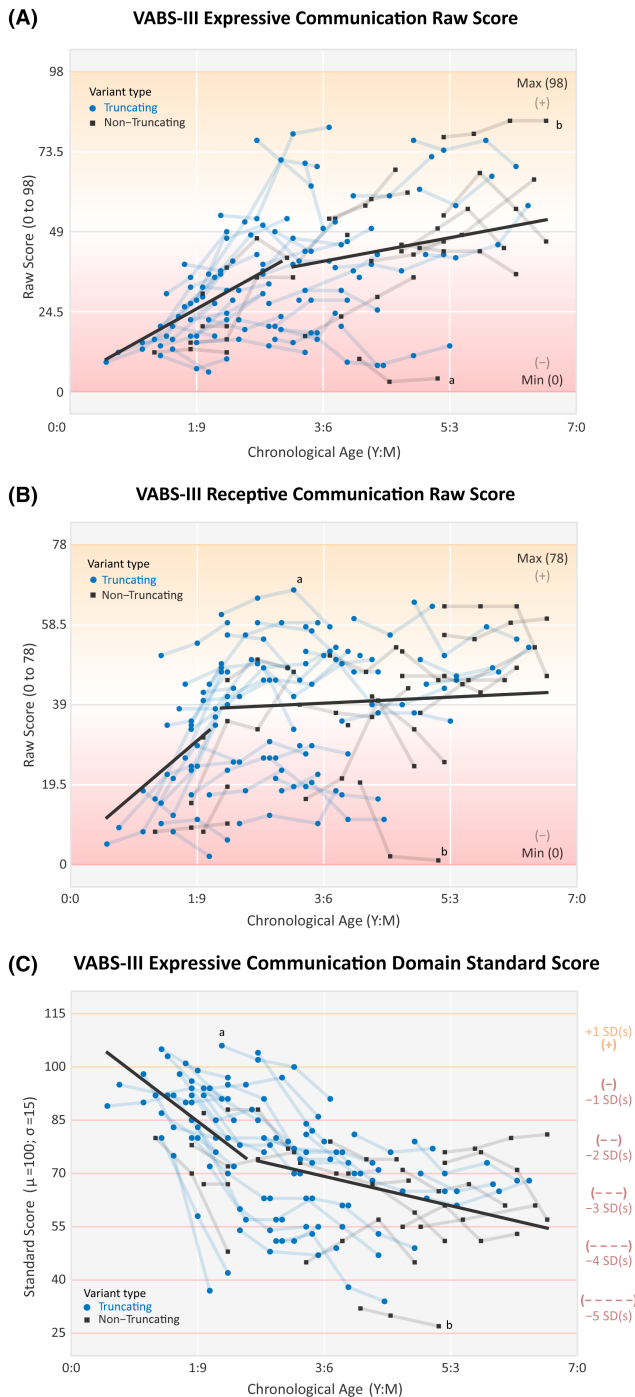 (A) VABS-III Expressive Communication Raw Score
98
Max (98)
(+)
Variant type
Truncating
Non-Truncating
b
73.5
Raw Score (0 to 98)
49
24.5
(−)
Min (0)
a
0
0:0 1:9 3:6 5:3 7:0
Chronological Age (Y:M)
(B) VABS-III Receptive Communication Raw Score
78
Max (78)
(+)
Variant type
Truncating
Non-Truncating
a
58.5
Raw Score (0 to 78)
39
19.5
(−)
Min (0)
b
0
0:0 1:9 3:6 5:3 7:0
Chronological Age (Y:M)
(C) VABS-III Expressive Communication Domain Standard Score
115
+1 SD(s)
(+)
a
100
(−)
−1 SD(s)
85
(− −)
−2 SD(s)
Standard Score (μ=100; σ=15)
70
(− − −)
−3 SD(s)
55
(− − − −)
−4 SD(s)
40
(− − − − −)
−5 SD(s)
Variant type
Truncating
Non-Truncating
b
25
0:0 1:9 3:6 5:3 7:0
Chronological Age (Y:M)